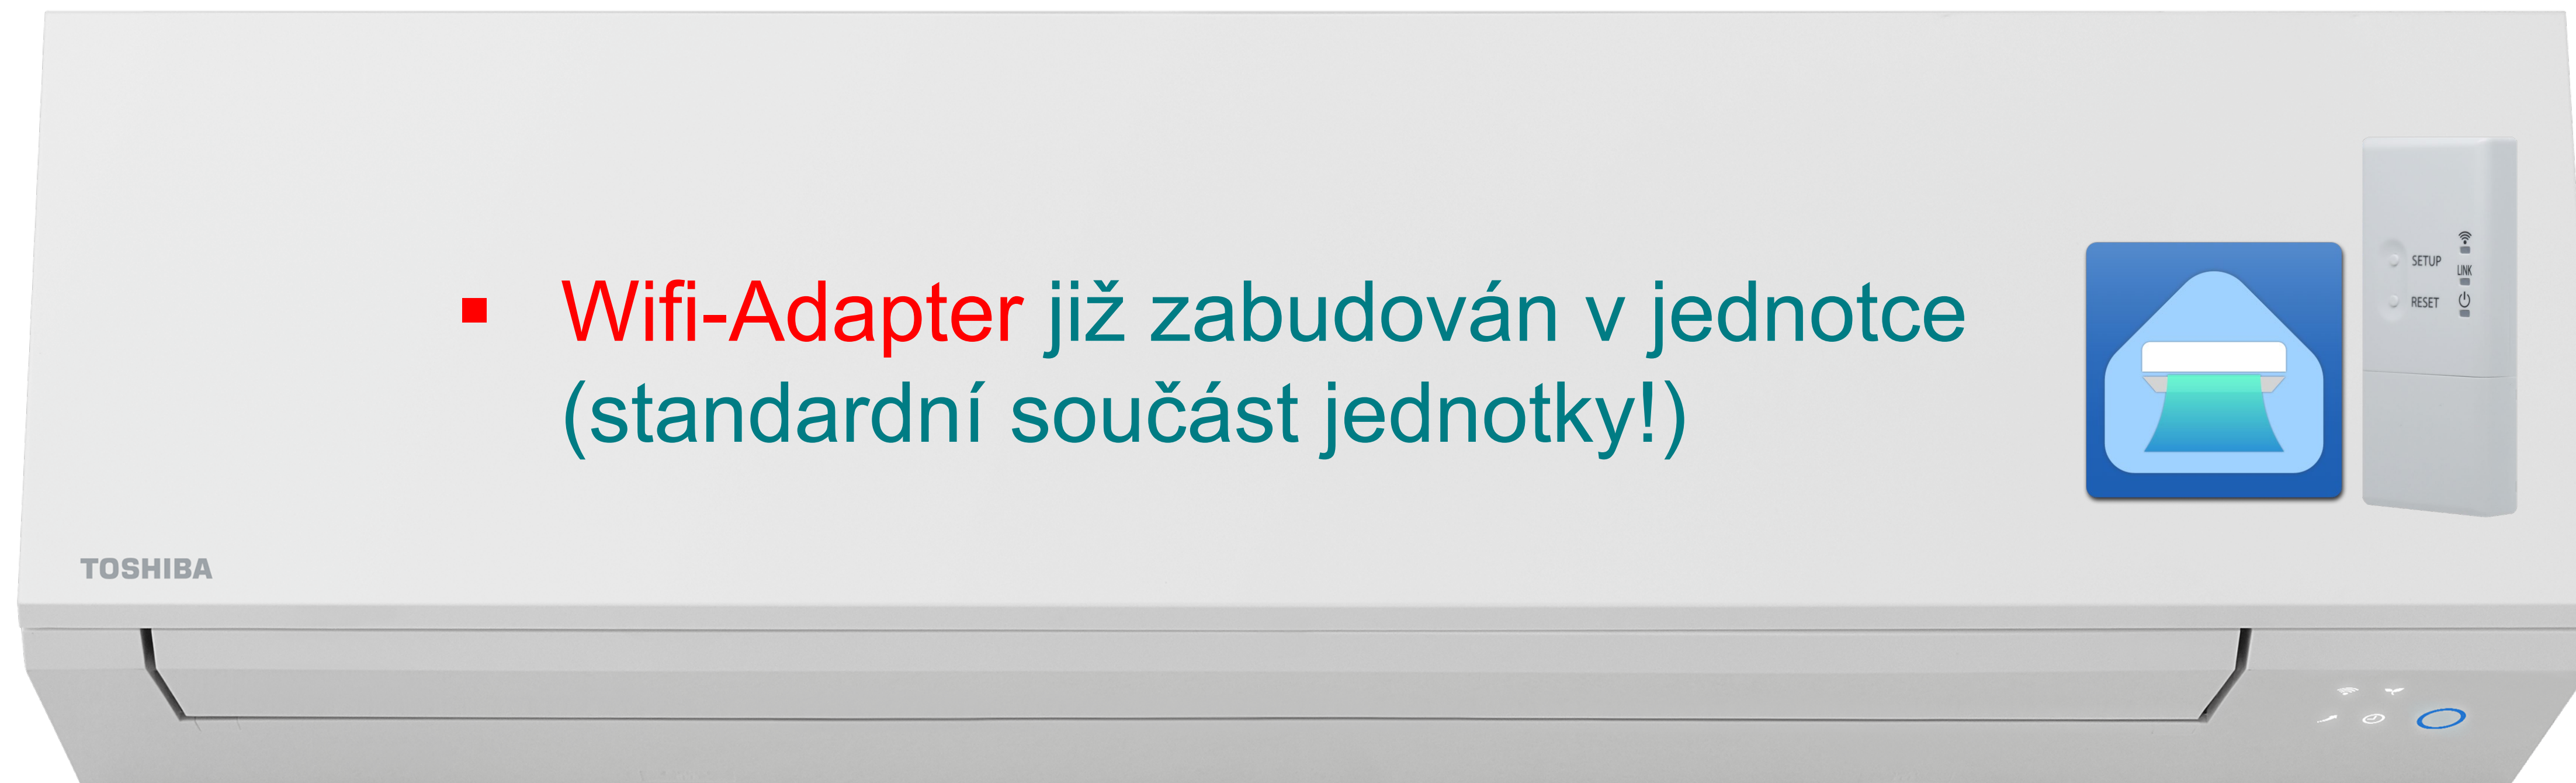 ▪ Wifi-Adapter již zabudován v jednotce
(standardní součást jednotky!)
SETUP
LINK
RESET
TOSHIBA